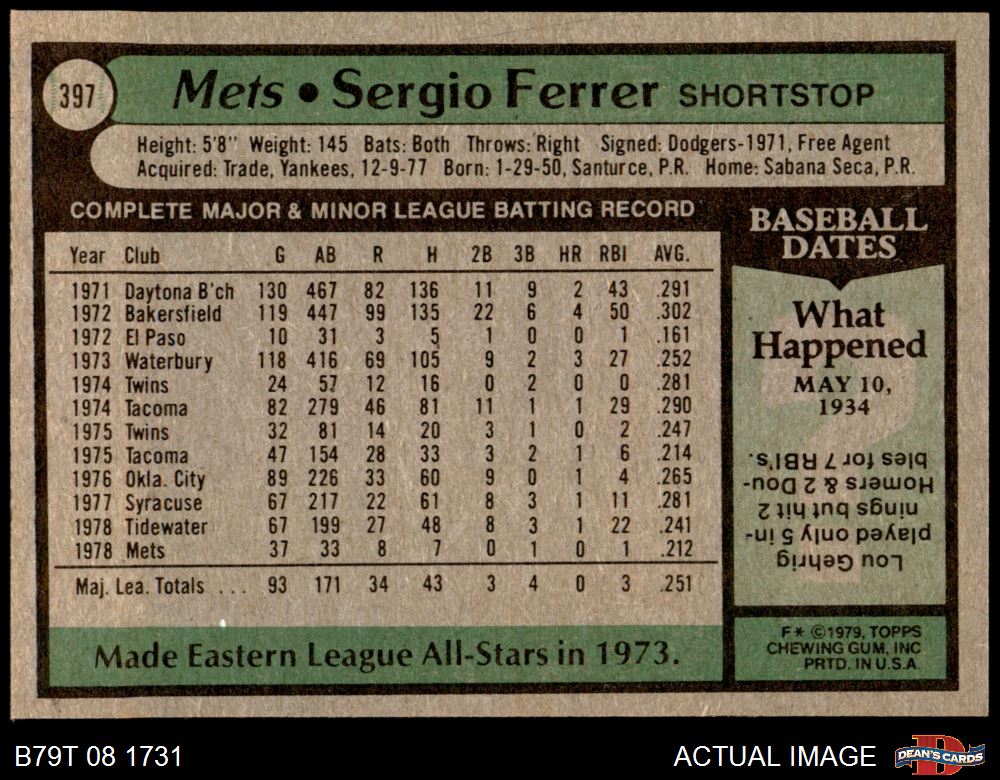 397
Mets • Sergio Ferrer SHORTSTOP
Height: 5'8" Weight: 145 Bats: Both Throws: Right Signed: Dodgers-1971, Free Agent
Acquired: Trade, Yankees, 12-9-77 Born: 1-29-50, Santurce, P.R. Home: Sabana Seca, P.R.
COMPLETE MAJOR & MINOR LEAGUE BATTING RECORD
Year Club G AB R H 2B 3B HR RBI AVG.
1971 Daytona B'ch 130 467 82 136 11 9 2 43 .291
1972 Bakersfield 119 447 99 135 22 6 4 50 .302
1972 El Paso 10 31 3 5 1 0 0 1 .161
1973 Waterbury 118 416 69 105 9 2 3 27 .252
1974 Twins 24 57 12 16 0 2 0 0 .281
1974 Tacoma 82 279 46 81 11 1 1 29 .290
1975 Twins 32 81 14 20 3 1 0 2 .247
1975 Tacoma 47 154 28 33 3 2 1 6 .214
1976 Okla. City 89 226 33 60 9 0 1 4 .265
1977 Syracuse 67 217 22 61 8 3 1 11 .281
1978 Tidewater 67 199 27 48 8 3 1 22 .241
1978 Mets 37 33 8 7 0 1 0 1 .212
Maj. Lea. Totals ... 93 171 34 43 3 4 0 3 .251
Made Eastern League All-Stars in 1973.
BASEBALL
DATES
What
Happened
MAY 10,
1934
Lou Gehrig
played only 5 in-
nings but hit 2
Homers & 2 Dou-
bles for 7 RBI's.
F* ©1979, TOPPS
CHEWING GUM, INC
PRTD. IN U.S.A.
B79T 08 1731
ACTUAL IMAGE
DEAN'S CARDS